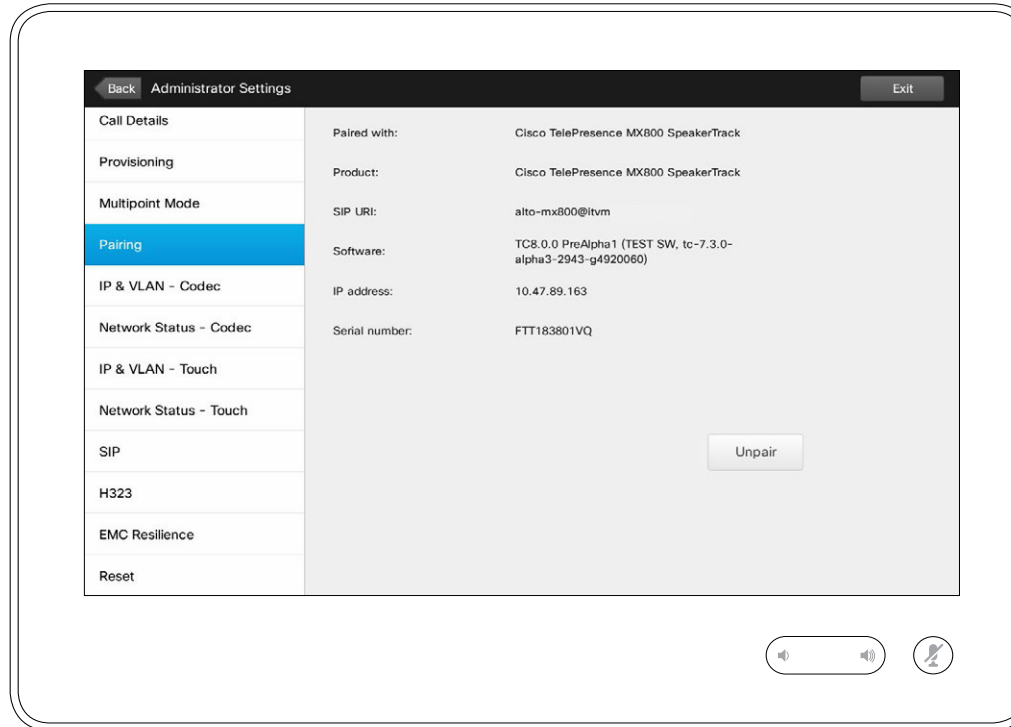 Back Administrator Settings Exit
Call Details
Provisioning
Multipoint Mode
Pairing
IP & VLAN - Codec
Network Status - Codec
IP & VLAN - Touch
Network Status - Touch
SIP
H323
EMC Resilience
Reset
Paired with: Cisco TelePresence MX800 SpeakerTrack
Product: Cisco TelePresence MX800 SpeakerTrack
SIP URI: alto-mx800@itvm
Software: TC8.0.0 PreAlpha1 (TEST SW, tc-7.3.0-
alpha3-2943-g4920060)
IP address: 10.47.89.163
Serial number: FTT183801VQ
Unpair